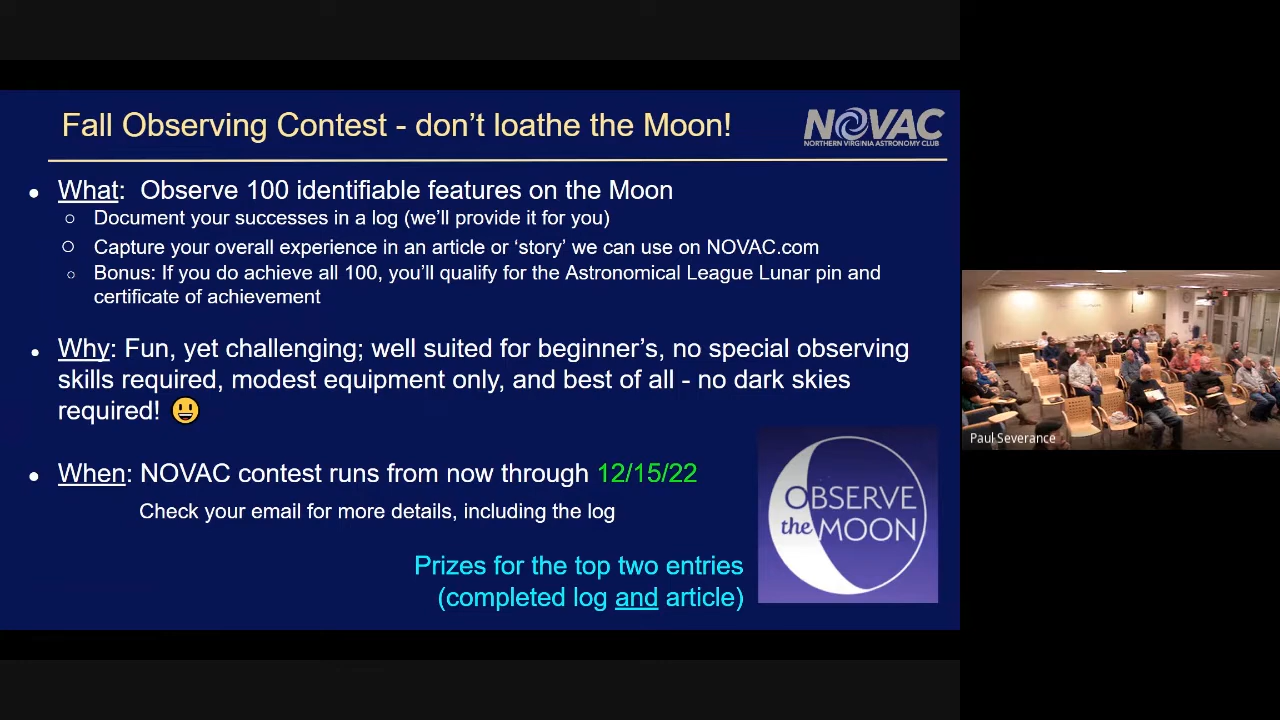 Fall Observing Contest - don't loathe the Moon!
NOVAC
NORTHERN VIRGINIA ASTRONOMY CLUB
• What: Observe 100 identifiable features on the Moon
○ Document your successes in a log (we'll provide it for you)
○ Capture your overall experience in an article or 'story' we can use on NOVAC.com
○ Bonus: If you do achieve all 100, you'll qualify for the Astronomical League Lunar pin and
certificate of achievement
• Why: Fun, yet challenging; well suited for beginner's, no special observing
skills required, modest equipment only, and best of all - no dark skies
required! 😃
• When: NOVAC contest runs from now through 12/15/22
Check your email for more details, including the log
Prizes for the top two entries
(completed log and article)
OBSERVE
the MOON
Paul Severance